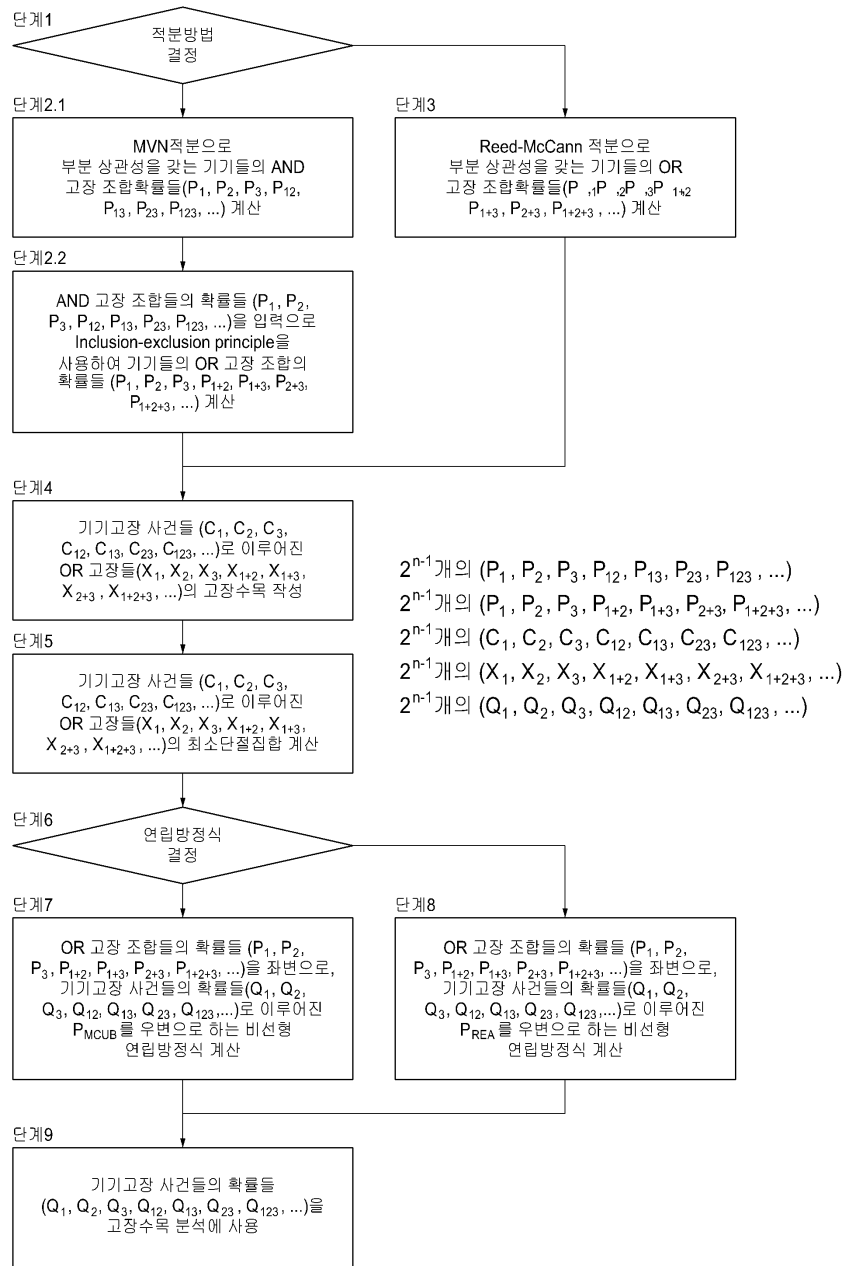 단계1
적분방법
결정
단계2.1
MVN적분으로
부분 상관성을 갖는 기기들의 AND
고장 조합확률들(P₁, P₂, P₃, P₁₂,
P₁₃, P₂₃, P₁₂₃, ...) 계산
단계3
Reed-McCann 적분으로
부분 상관성을 갖는 기기들의 OR
고장 조합확률들(P ,₁P ,₂P ,₃P ₁₊₂
P₁₊₃, P₂₊₃, P₁₊₂₊₃ , ...) 계산
단계2.2
AND 고장 조합들의 확률들 (P₁, P₂,
P₃, P₁₂, P₁₃, P₂₃, P₁₂₃, ...)을 입력으로
Inclusion-exclusion principle을
사용하여 기기들의 OR 고장 조합의
확률들 (P₁, P₂, P₃, P₁₊₂, P₁₊₃, P₂₊₃,
P₁₊₂₊₃, ...) 계산
단계4
기기고장 사건들 (C₁, C₂, C₃,
C₁₂, C₁₃, C₂₃, C₁₂₃, ...)로 이루어진
OR 고장들(X₁, X₂, X₃, X₁₊₂, X₁₊₃,
X₂₊₃ , X₁₊₂₊₃, ...)의 고장수목 작성
단계5
기기고장 사건들 (C₁, C₂, C₃,
C₁₂, C₁₃, C₂₃, C₁₂₃, ...)로 이루어진
OR 고장들(X₁, X₂, X₃, X₁₊₂, X₁₊₃,
X₂₊₃ , X₁₊₂₊₃, ...)의 최소단절집합 계산
2ⁿ⁻¹개의 (P₁, P₂, P₃, P₁₂, P₁₃, P₂₃, P₁₂₃ , ...)
2ⁿ⁻¹개의 (P₁, P₂, P₃, P₁₊₂, P₁₊₃, P₂₊₃, P₁₊₂₊₃, ...)
2ⁿ⁻¹개의 (C₁, C₂, C₃, C₁₂, C₁₃, C₂₃, C₁₂₃, ...)
2ⁿ⁻¹개의 (X₁, X₂, X₃, X₁₊₂, X₁₊₃, X₂₊₃, X₁₊₂₊₃, ...)
2ⁿ⁻¹개의 (Q₁, Q₂, Q₃, Q₁₂, Q₁₃, Q₂₃, Q₁₂₃, ...)
단계6
연립방정식
결정
단계7
OR 고장 조합들의 확률들 (P₁, P₂,
P₃, P₁₊₂, P₁₊₃, P₂₊₃, P₁₊₂₊₃, ...)을 좌변으로,
기기고장 사건들의 확률들(Q₁, Q₂,
Q₃, Q₁₂, Q₁₃, Q₂₃, Q₁₂₃,...)로 이루어진
P_MCUB를 우변으로 하는 비선형
연립방정식 계산
단계8
OR 고장 조합들의 확률들 (P₁, P₂,
P₃, P₁₊₂, P₁₊₃, P₂₊₃, P₁₊₂₊₃, ...)을 좌변으로,
기기고장 사건들의 확률들(Q₁, Q₂,
Q₃, Q₁₂, Q₁₃, Q₂₃, Q₁₂₃,...)로 이루어진
P_REA를 우변으로 하는 비선형
연립방정식 계산
단계9
기기고장 사건들의 확률들
(Q₁, Q₂, Q₃, Q₁₂, Q₁₃, Q₂₃ , Q₁₂₃, ...)을
고장수목 분석에 사용